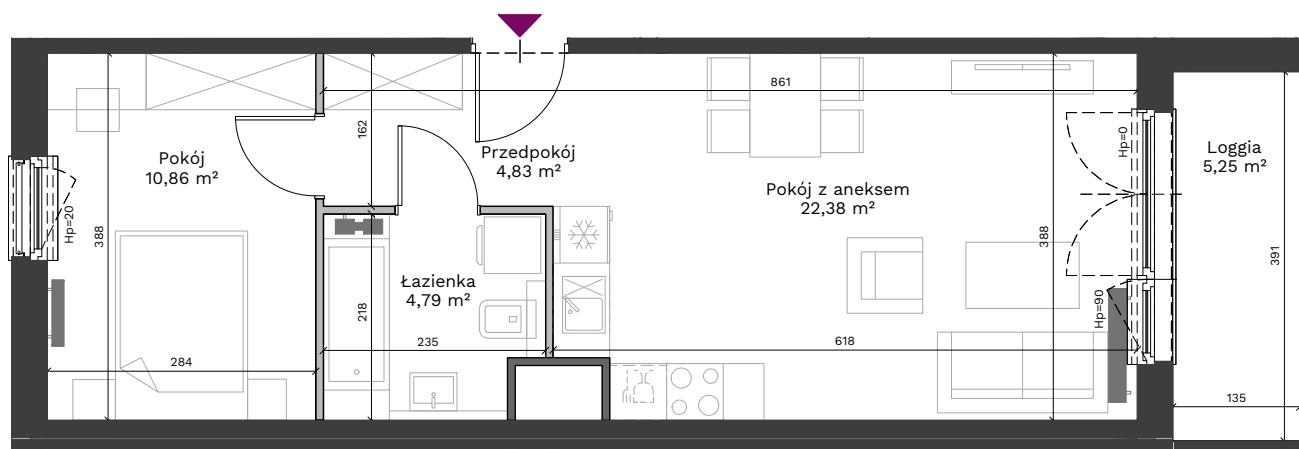 861
162
Pokój
10,86 m²
Przedpokój
4,83 m²
Hp=0
Loggia
5,25 m²
Pokój z aneksem
22,38 m²
Hp=20
388
388
391
Łazienka
4,79 m²
218
Hp=90
235
618
284
135